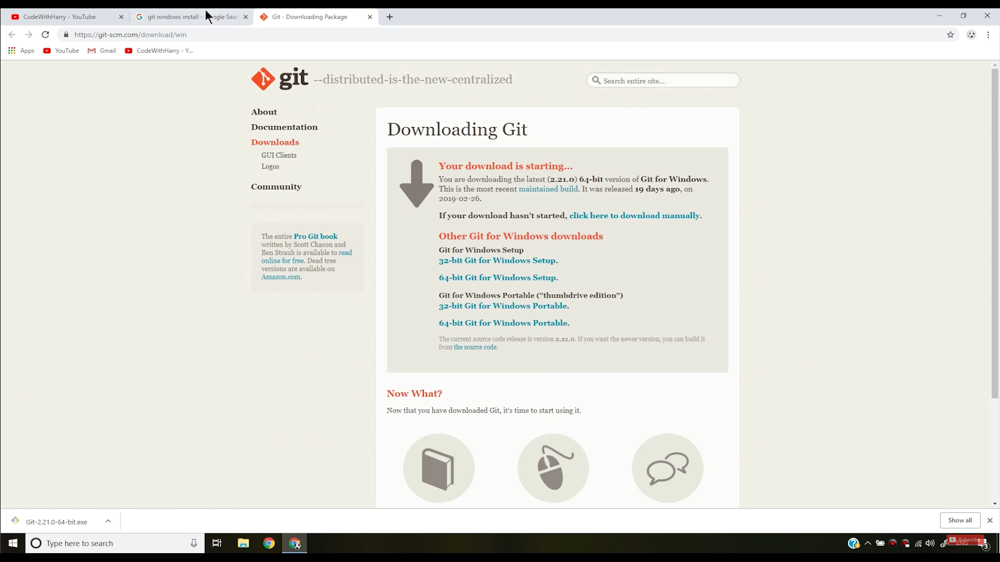 CodeWithHarry - YouTube
git windows install - 
Git - Downloading Package
https://git-scm.com/download/win
Apps
YouTube
Gmail
CodeWithHarry - Y...
git --distributed-is-the-new-centralized
Search entire site...
About
Documentation
Downloads
GUI Clients
Logos
Community
The entire Pro Git book
written by Scott Chacon and
Ben Straub is available to read
online for free. Dead tree
versions are available on
Amazon.com.
Downloading Git
Your download is starting...
You are downloading the latest (2.21.0) 64-bit version of Git for Windows.
This is the most recent maintained build. It was released 19 days ago, on
2019-02-26.
If your download hasn't started, click here to download manually.
Other Git for Windows downloads
Git for Windows Setup
32-bit Git for Windows Setup.
64-bit Git for Windows Setup.
Git for Windows Portable ("thumbdrive edition")
32-bit Git for Windows Portable.
64-bit Git for Windows Portable.
The current source code release is version 2.21.0. If you want the newer version, you can build it
from the source code.
Now What?
Now that you have downloaded Git, it's time to start using it.
Git-2.21.0-64-bit.exe
Show all
Type here to search
Subscribe
ENG
3